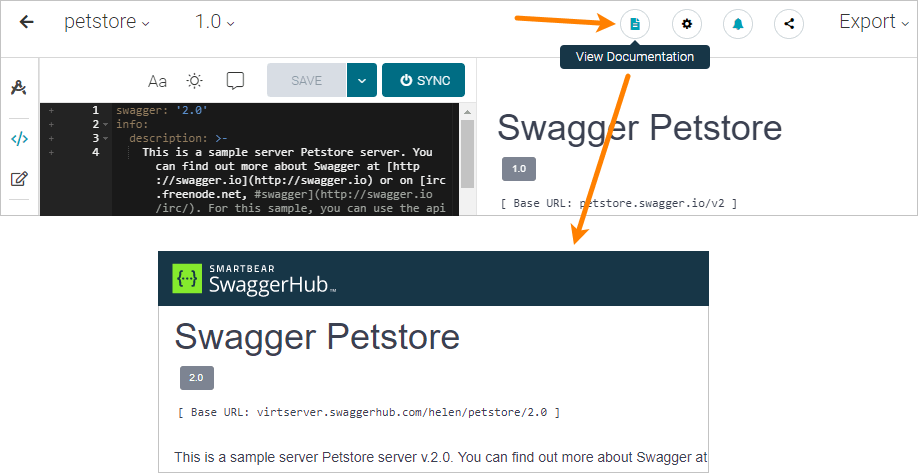 petstore 1.0 Export
View Documentation
Aa SAVE SYNC
1 swagger: '2.0'
2 info:
3 description: >-
4 This is a sample server Petstore server. You
can find out more about Swagger at [http
://swagger.io](http://swagger.io) or on [irc
.freenode.net, #swagger](http://swagger.io
/irc/). For this sample, you can use the api
Swagger Petstore
1.0
[ Base URL: petstore.swagger.io/v2 ]
SMARTBEAR
SwaggerHub™
Swagger Petstore
2.0
[ Base URL: virtserver.swaggerhub.com/helen/petstore/2.0 ]
This is a sample server Petstore server v.2.0. You can find out more about Swagger at